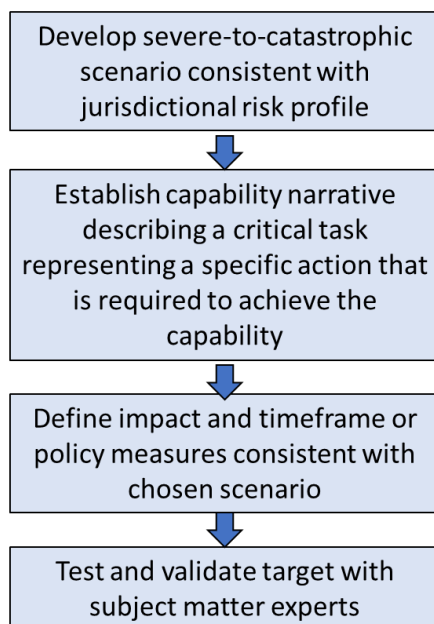 Develop severe-to-catastrophic
scenario consistent with
jurisdictional risk profile
Establish capability narrative
describing a critical task
representing a specific action that
is required to achieve the
capability
Define impact and timeframe or
policy measures consistent with
chosen scenario
Test and validate target with
subject matter experts